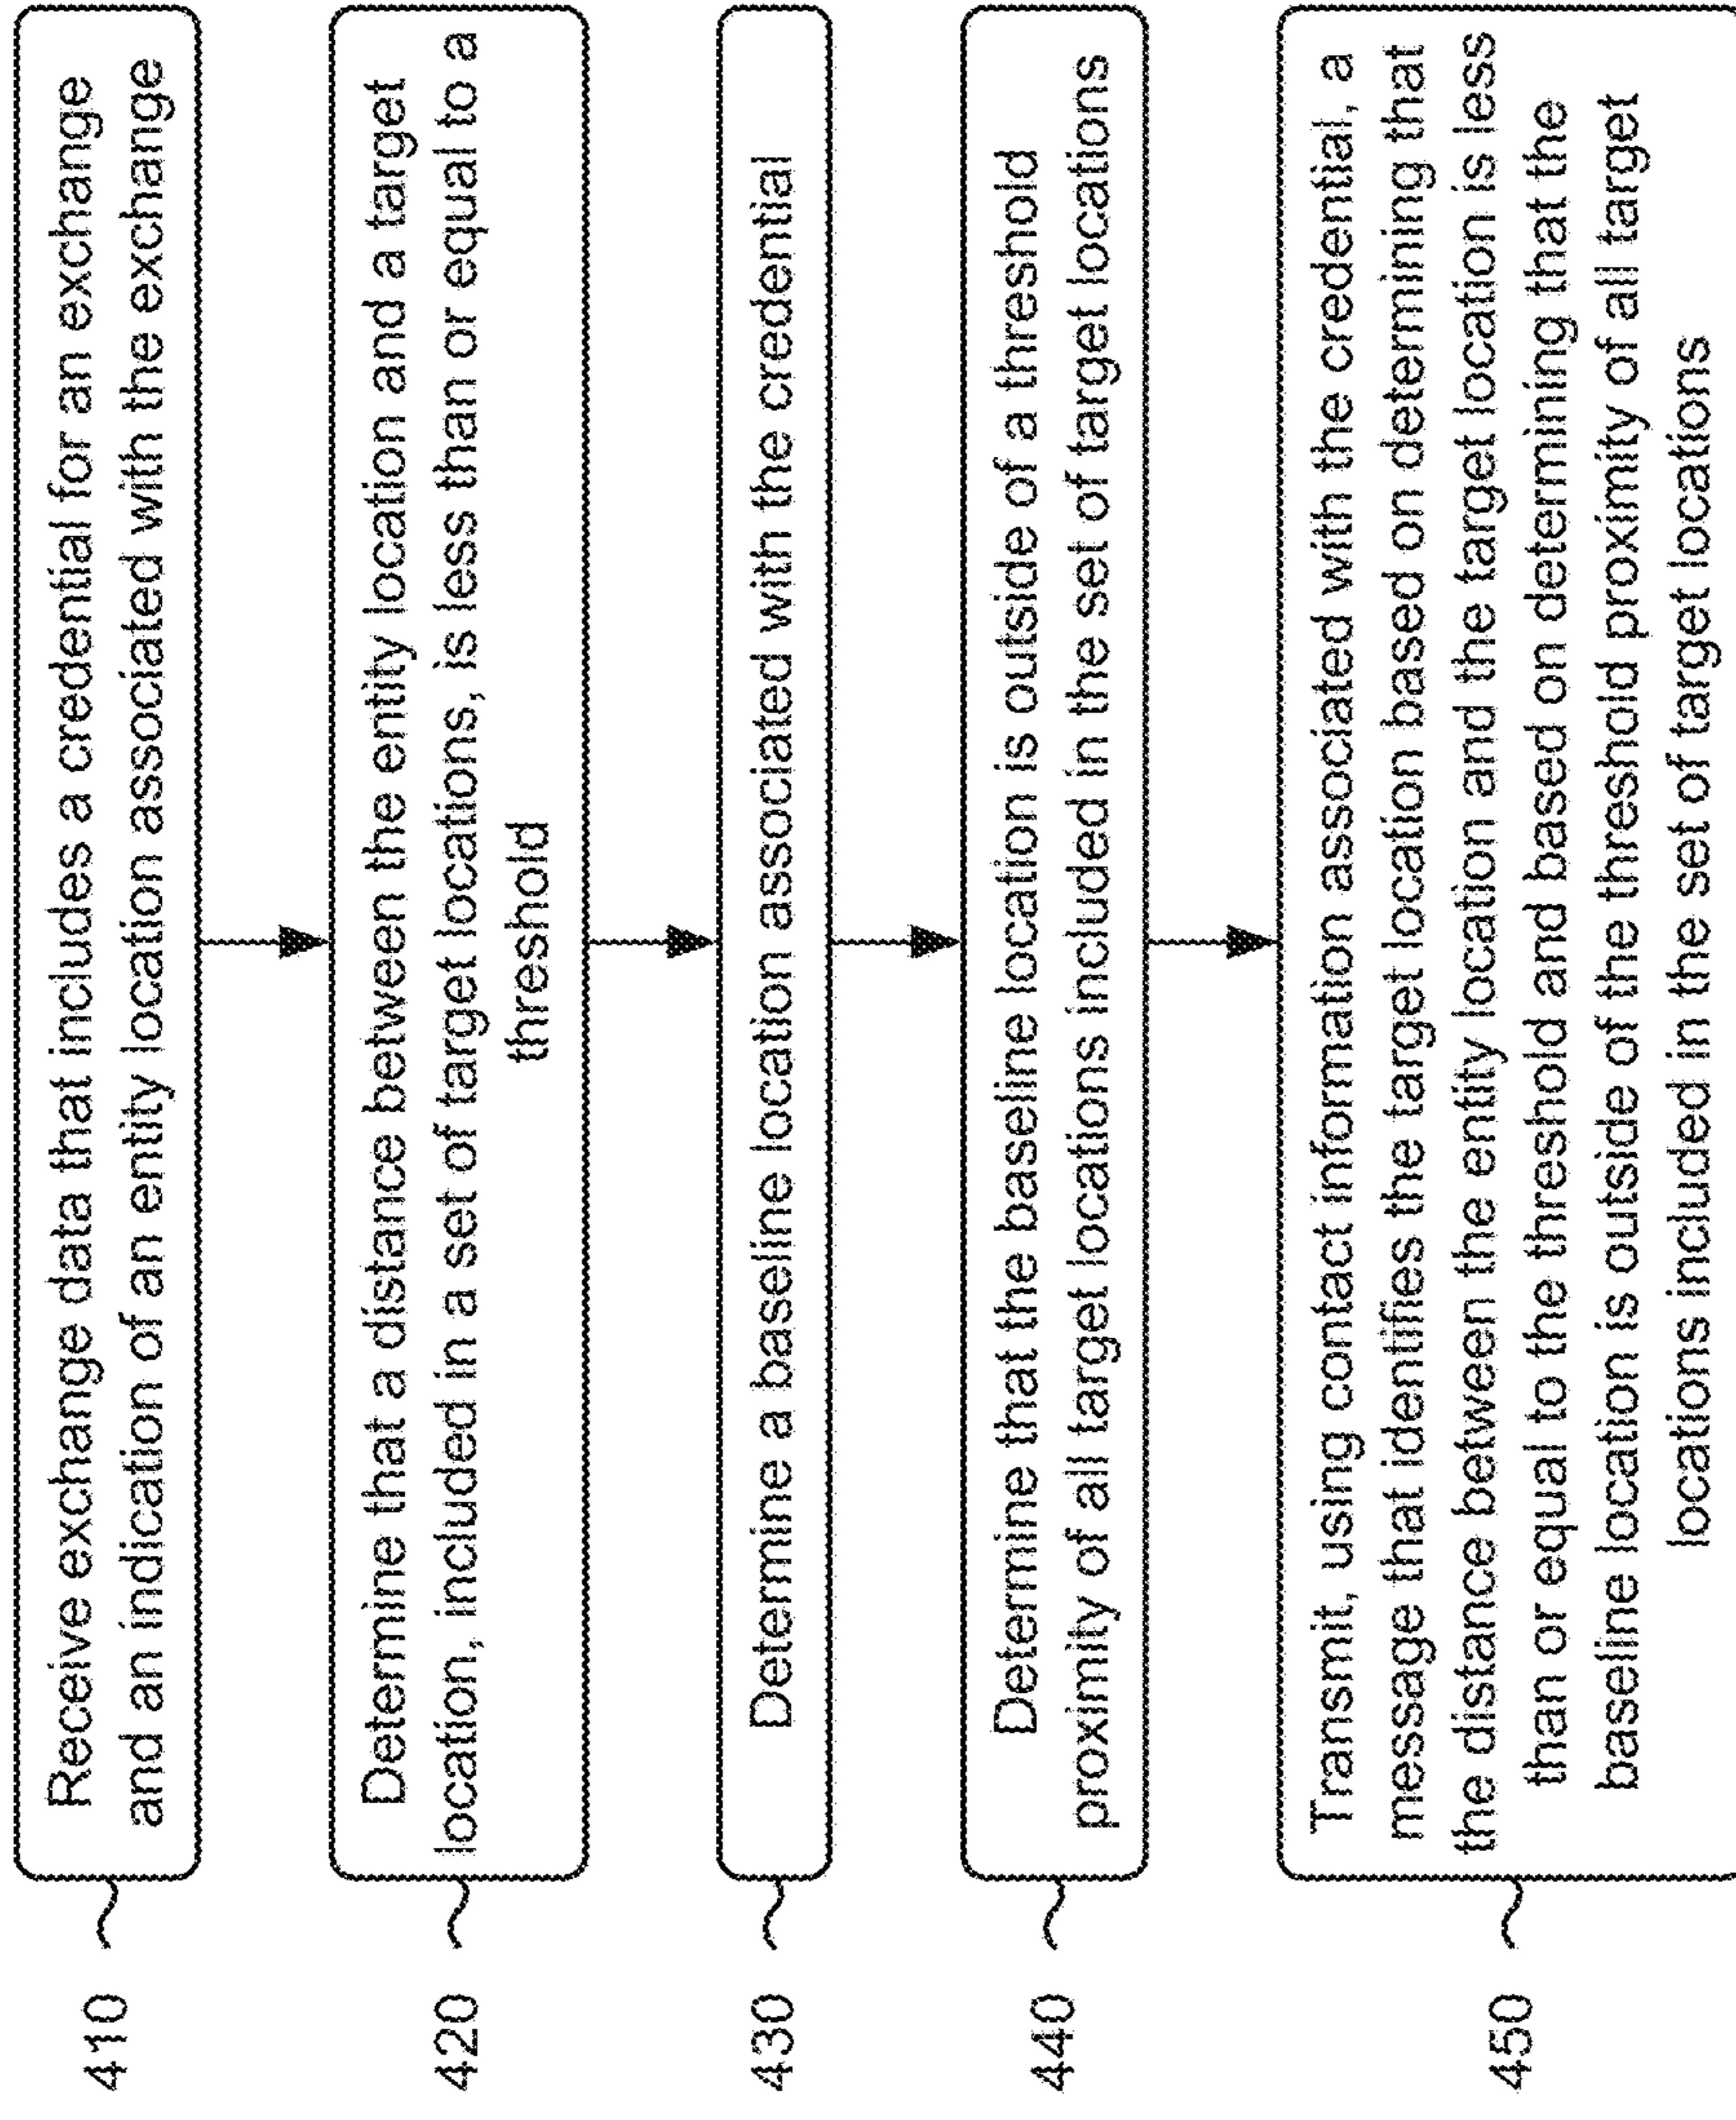 410
Receive exchange data that includes a credential for an exchange
and an indication of an entity location associated with the exchange
420
Determine that a distance between the entity location and a target
location, included in a set of target locations, is less than or equal to a
threshold
430
Determine a baseline location associated with the credential
440
Determine that the baseline location is outside of a threshold
proximity of all target locations included in the set of target locations
450
Transmit, using contact information associated with the credential, a
message that identifies the target location based on determining that
the distance between the entity location and the target location is less
than or equal to the threshold and based on determining that the
baseline location is outside of the threshold proximity of all target
locations included in the set of target locations